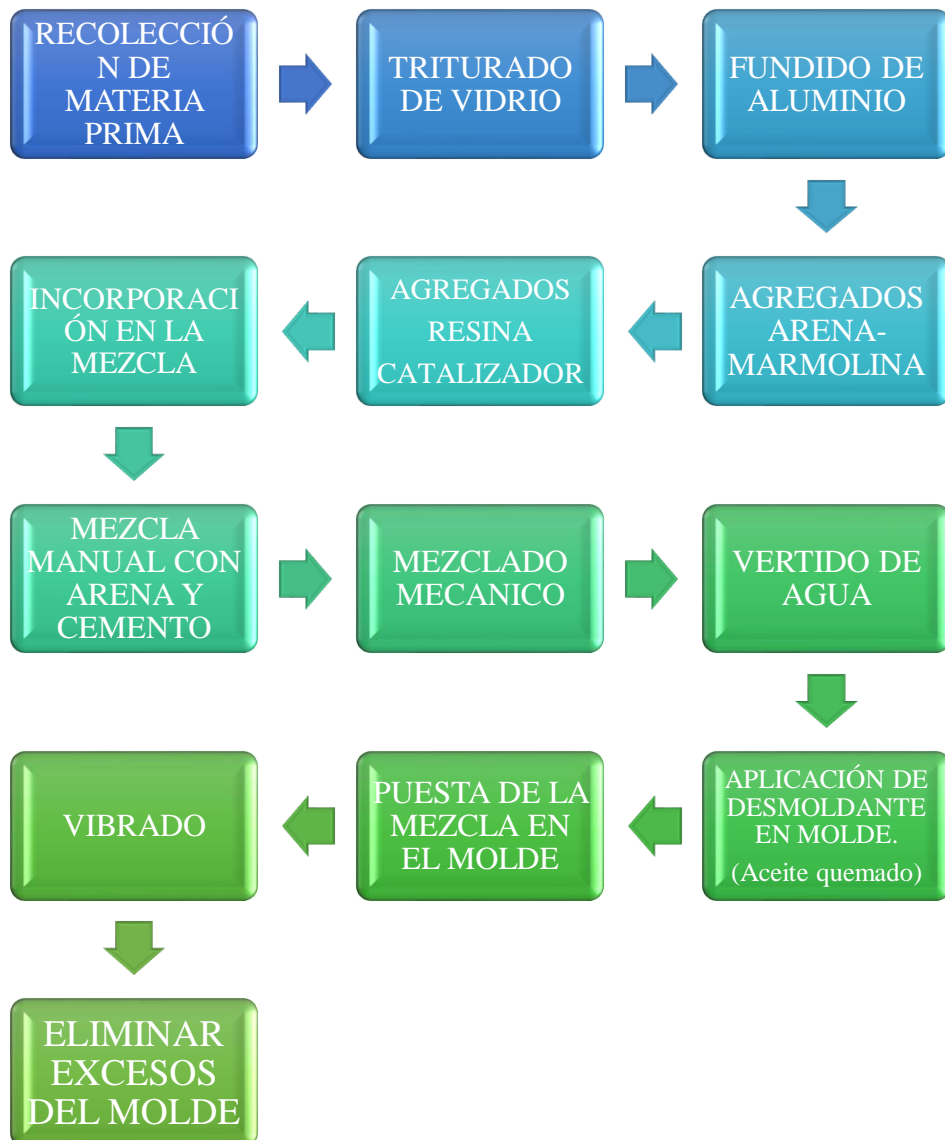 RECOLECCIÓ
N DE
MATERIA
PRIMA
TRITURADO
DE VIDRIO
FUNDIDO DE
ALUMINIO
AGREGADOS
ARENA-
MARMOLINA
AGREGADOS
RESINA
CATALIZADOR
INCORPORACI
ÓN EN LA
MEZCLA
MEZCLA
MANUAL CON
ARENA Y
CEMENTO
MEZCLADO
MECANICO
VERTIDO DE
AGUA
APLICACIÓN DE
DESMOLDANTE
EN MOLDE.
(Aceite quemado)
PUESTA DE LA
MEZCLA EN
EL MOLDE
VIBRADO
ELIMINAR
EXCESOS
DEL MOLDE